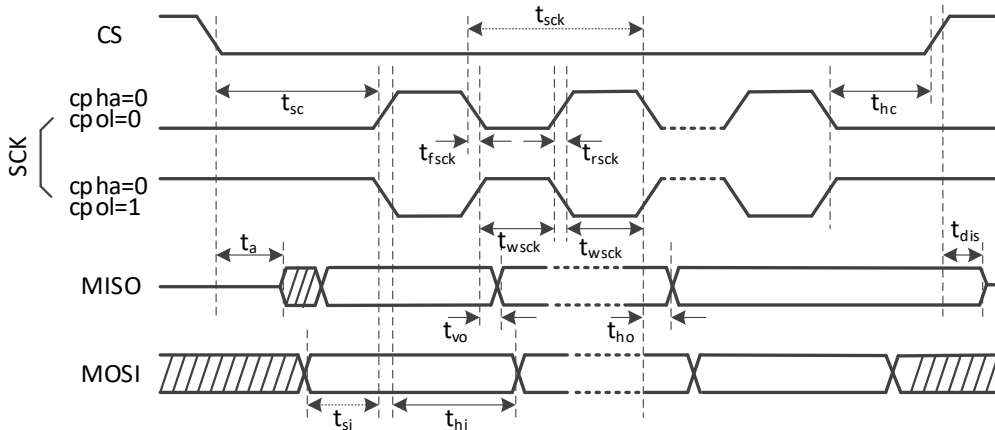 CS
t_sck
cpha=0
cpol=0
t_sc
t_hc
t_fsck
t_rsck
SCK
cpha=0
cpol=1
t_wsck
t_wsck
t_a
t_dis
MISO
t_vo
t_ho
MOSI
t_si
t_hi